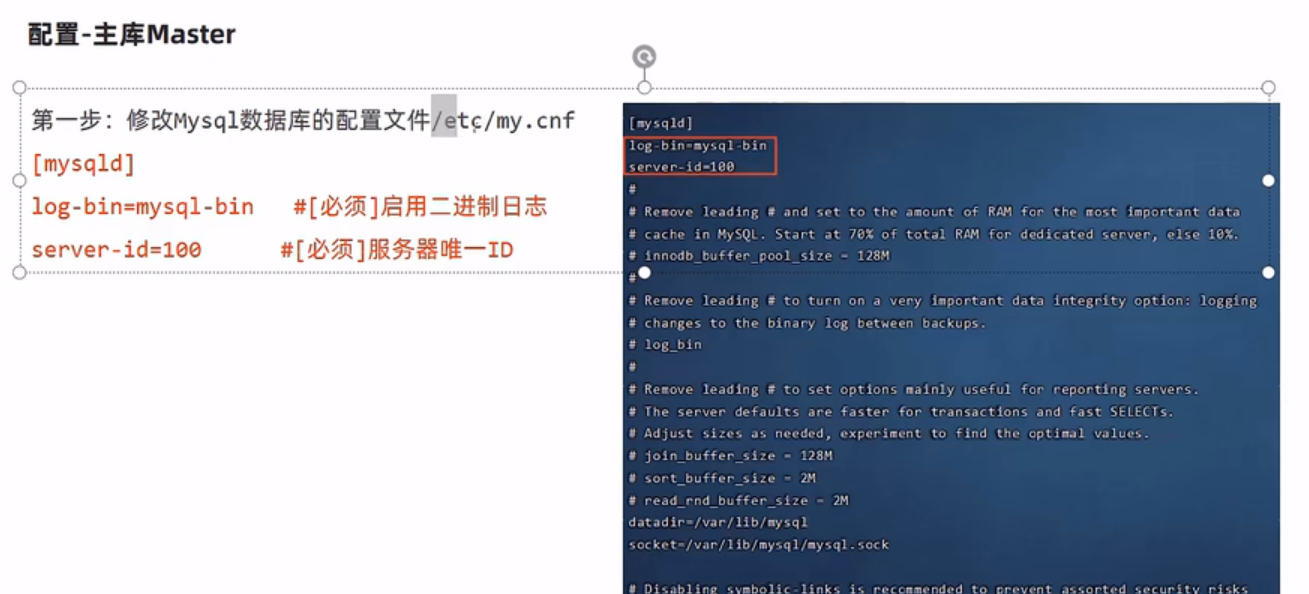 配置-主库Master
第一步：修改Mysql数据库的配置文件/etc/my.cnf
[mysqld]
log-bin=mysql-bin #[必须]启用二进制日志
server-id=100 #[必须]服务器唯一ID
[mysqld]
log-bin=mysql-bin
server-id=100
#
# Remove leading # and set to the amount of RAM for the most important data
# cache in MySQL. Start at 70% of total RAM for dedicated server, else 10%.
# innodb_buffer_pool_size = 128M
#
# Remove leading # to turn on a very important data integrity option: logging
# changes to the binary log between backups.
# log_bin
#
# Remove leading # to set options mainly useful for reporting servers.
# The server defaults are faster for transactions and fast SELECTs.
# Adjust sizes as needed, experiment to find the optimal values.
# join_buffer_size = 128M
# sort_buffer_size = 2M
# read_rnd_buffer_size = 2M
datadir=/var/lib/mysql
socket=/var/lib/mysql/mysql.sock
# Disabling symbolic-links is recommended to prevent assorted security risks